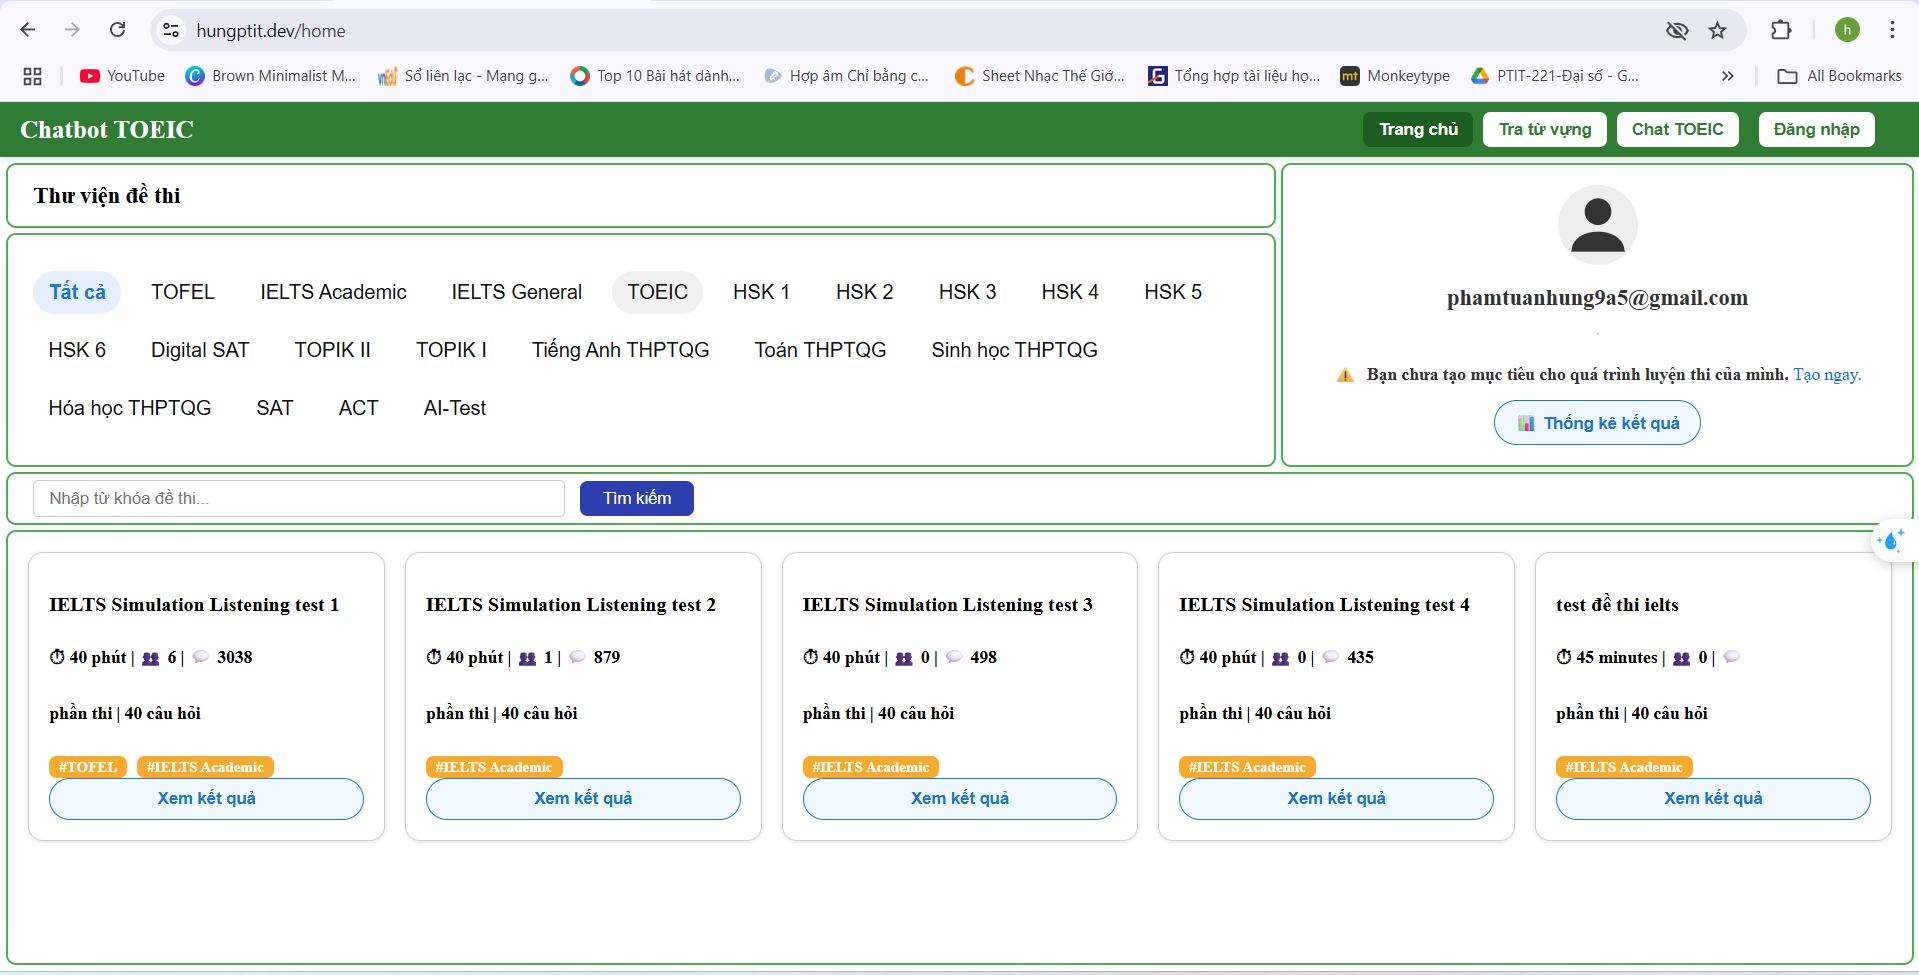 hungptit.dev/home
h
YouTube
Brown Minimalist M...
Sổ liên lạc - Mạng g...
Top 10 Bài hát dành...
Hợp âm Chỉ bằng c...
Sheet Nhạc Thế Giớ...
Tổng hợp tài liệu họ...
mt
Monkeytype
PTIT-221-Đại số - G...
»
All Bookmarks
Chatbot TOEIC
Trang chủ
Tra từ vựng
Chat TOEIC
Đăng nhập
Thư viện đề thi
Tất cả
TOFEL
IELTS Academic
IELTS General
TOEIC
HSK 1
HSK 2
HSK 3
HSK 4
HSK 5
HSK 6
Digital SAT
TOPIK II
TOPIK I
Tiếng Anh THPTQG
Toán THPTQG
Sinh học THPTQG
Hóa học THPTQG
SAT
ACT
AI-Test
phamtuanhung9a5@gmail.com
.
Bạn chưa tạo mục tiêu cho quá trình luyện thi của mình. Tạo ngay.
Thống kê kết quả
Nhập từ khóa đề thi...
Tìm kiếm
IELTS Simulation Listening test 1
40 phút | 6 | 3038
phần thi | 40 câu hỏi
#TOFEL #IELTS Academic
Xem kết quả
IELTS Simulation Listening test 2
40 phút | 1 | 879
phần thi | 40 câu hỏi
#IELTS Academic
Xem kết quả
IELTS Simulation Listening test 3
40 phút | 0 | 498
phần thi | 40 câu hỏi
#IELTS Academic
Xem kết quả
IELTS Simulation Listening test 4
40 phút | 0 | 435
phần thi | 40 câu hỏi
#IELTS Academic
Xem kết quả
test đề thi ielts
45 minutes | 0 |
phần thi | 40 câu hỏi
#IELTS Academic
Xem kết quả